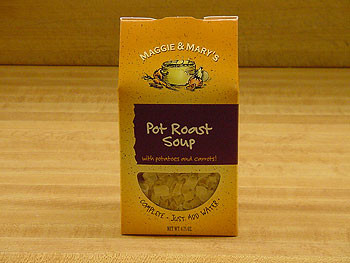 MAGGIE & MARY'S
Pot Roast
Soup
with potatoes and carrots!
COMPLETE - JUST ADD WATER